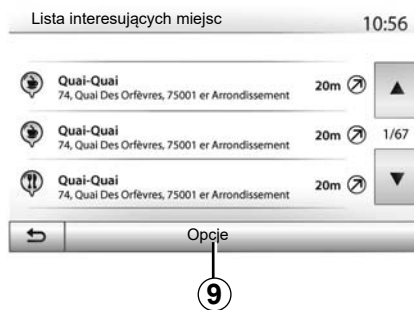 Lista interesujących miejsc 10:56
Quai-Quai
74, Quai Des Orfèvres, 75001 er Arrondissement
20m
Quai-Quai
74, Quai Des Orfèvres, 75001 er Arrondissement
20m
1/67
Quai-Quai
74, Quai Des Orfèvres, 75001 er Arrondissement
20m
Opcje
9